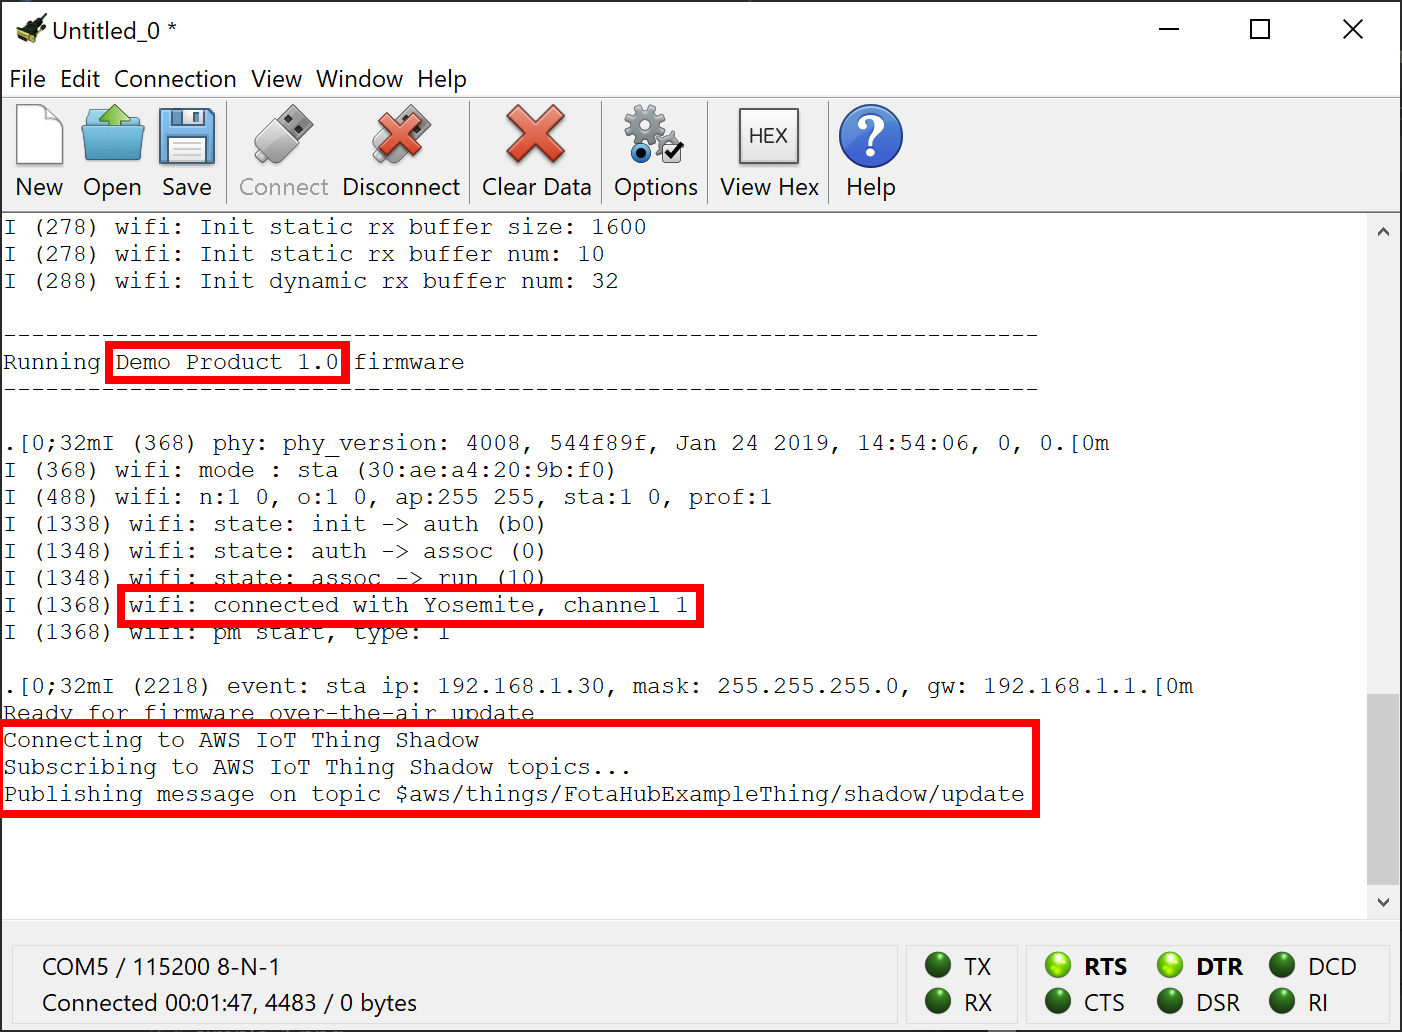 Untitled_0 *
File Edit Connection View Window Help
HEX
New Open Save Connect Disconnect Clear Data Options View Hex Help
I (278) wifi: Init static rx buffer size: 1600
I (278) wifi: Init static rx buffer num: 10
I (288) wifi: Init dynamic rx buffer num: 32
--------------------------------------------------------------------------
Running Demo Product 1.0 firmware
--------------------------------------------------------------------------
.[0;32mI (368) phy: phy_version: 4008, 544f89f, Jan 24 2019, 14:54:06, 0, 0.[0m
I (368) wifi: mode : sta (30:ae:a4:20:9b:f0)
I (488) wifi: n:1 0, o:1 0, ap:255 255, sta:1 0, prof:1
I (1338) wifi: state: init -> auth (b0)
I (1348) wifi: state: auth -> assoc (0)
I (1348) wifi: state: assoc -> run (10)
I (1368) wifi: connected with Yosemite, channel 1
I (1368) wifi: pm start, type: 1
.[0;32mI (2218) event: sta ip: 192.168.1.30, mask: 255.255.255.0, gw: 192.168.1.1.[0m
Ready for firmware over-the-air update
Connecting to AWS IoT Thing Shadow
Subscribing to AWS IoT Thing Shadow topics...
Publishing message on topic $aws/things/FotaHubExampleThing/shadow/update
COM5 / 115200 8-N-1
Connected 00:01:47, 4483 / 0 bytes
TX RTS DTR DCD
RX CTS DSR RI